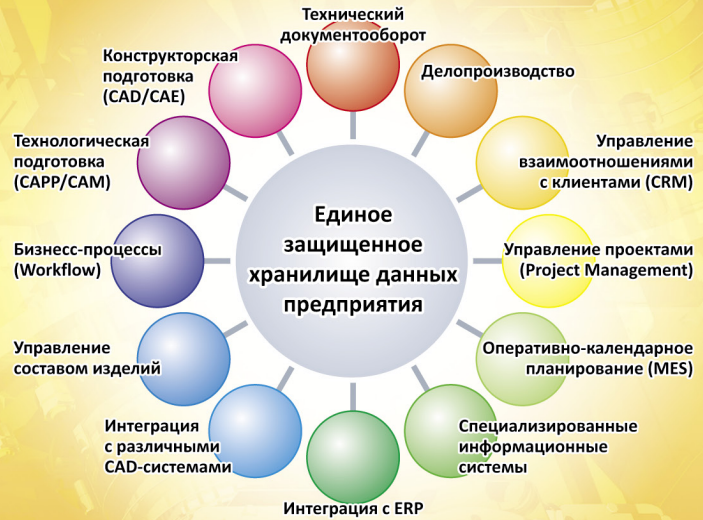 Технический
документооборот
Делопроизводство
Управление
взаимоотношениями
с клиентами (CRM)
Управление проектами
(Project Management)
Оперативно-календарное
планирование (MES)
Специализированные
информационные
системы
Интеграция с ERP
Интеграция
с различными
CAD-системами
Управление
составом изделий
Бизнесс-процессы
(Workflow)
Технологическая
подготовка
(CAPP/CAM)
Конструкторская
подготовка
(CAD/CAE)
Единое
защищенное
хранилище данных
предприятия